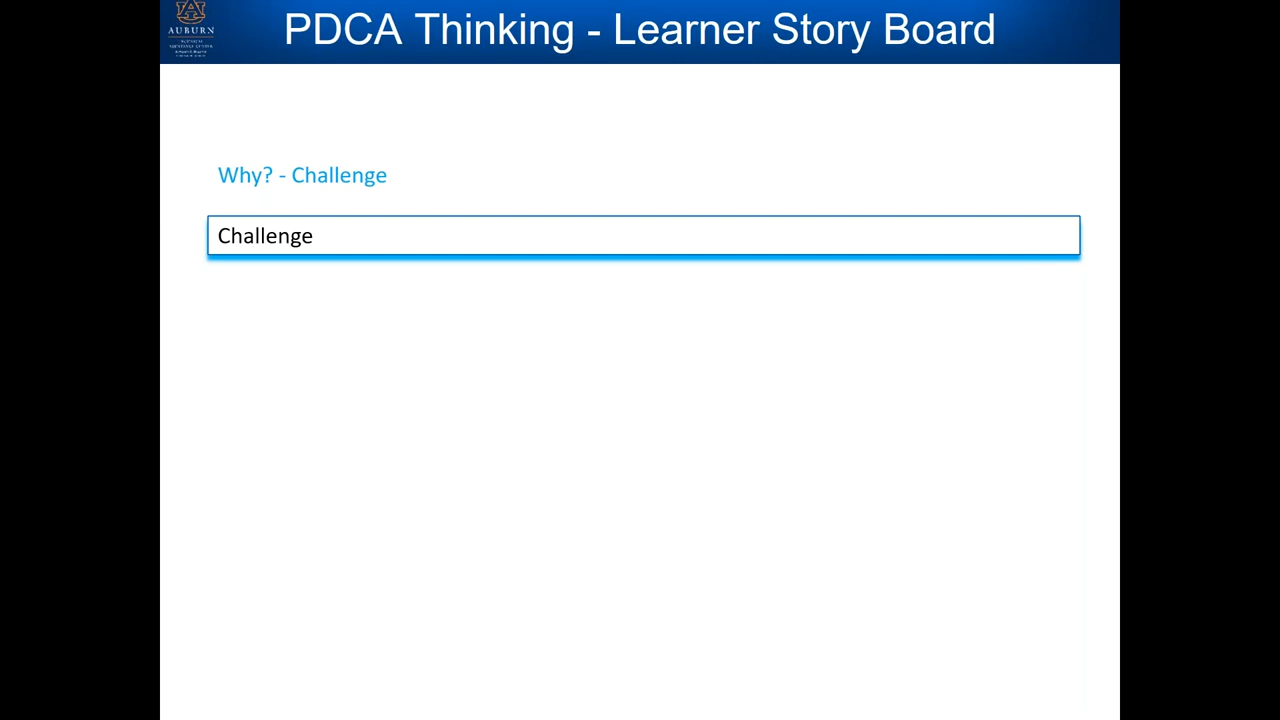 PDCA Thinking - Learner Story Board
AUBURN
Why? - Challenge
Challenge